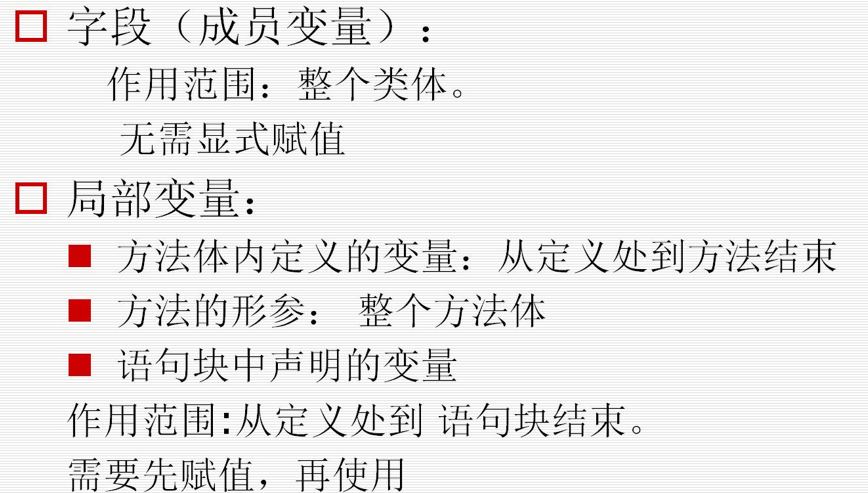 字段（成员变量）：
作用范围：整个类体。
无需显式赋值
局部变量：
方法体内定义的变量：从定义处到方法结束
方法的形参： 整个方法体
语句块中声明的变量
作用范围:从定义处到 语句块结束。
需要先赋值，再使用